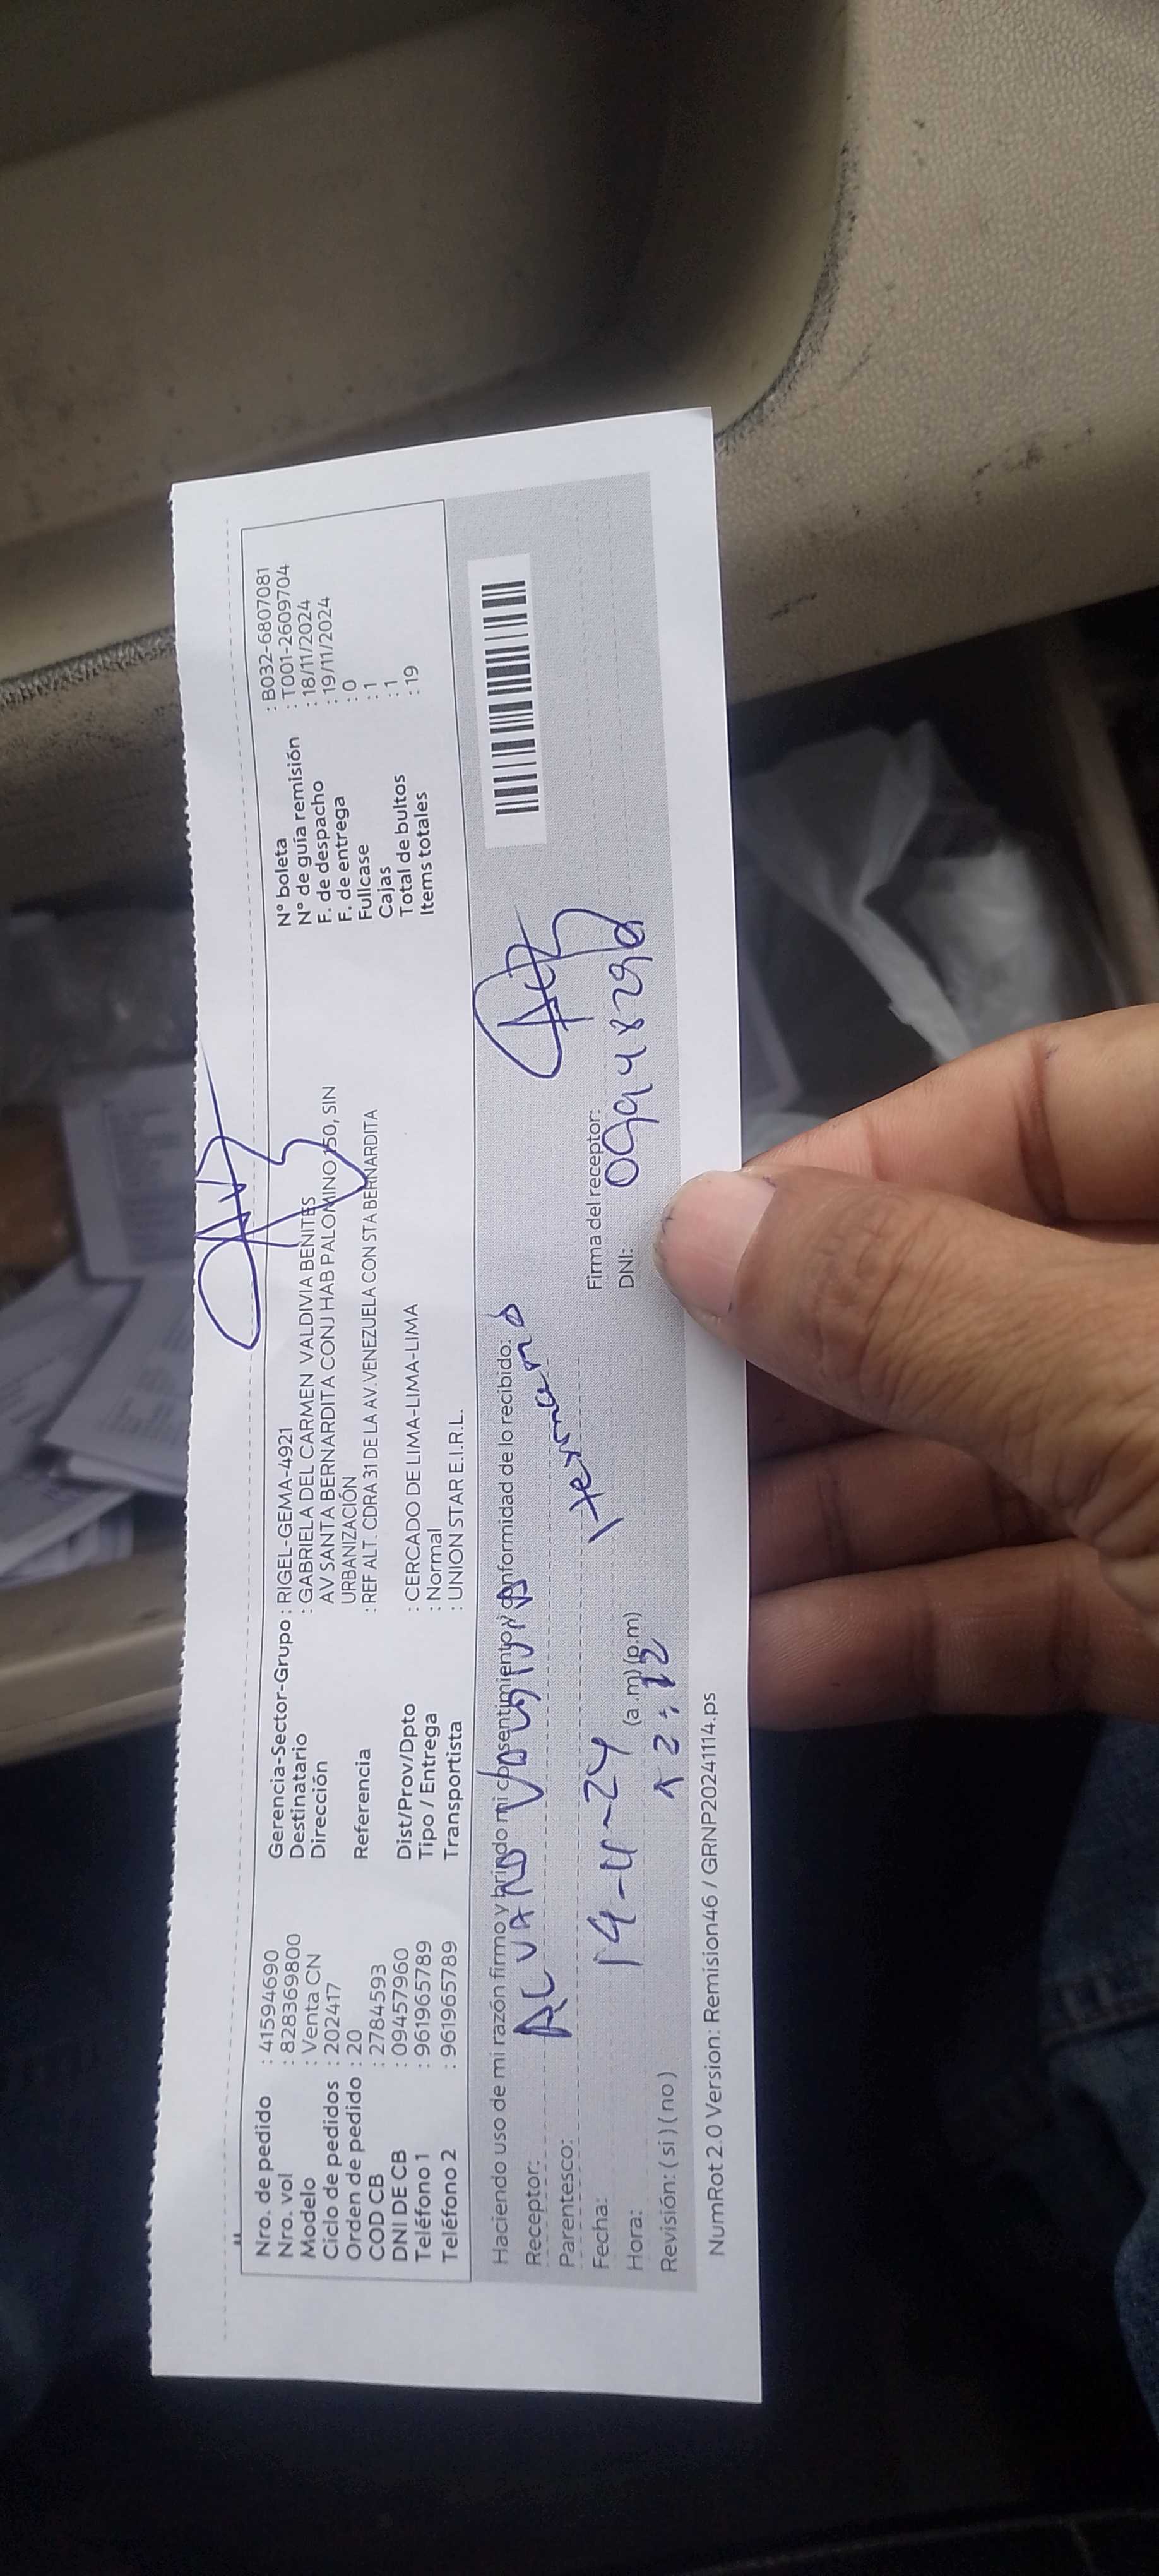 Nro. de pedido : 41594690
Nro. vol : 828369800
Modelo : Venta CN
Ciclo de pedidos : 202417
Orden de pedido : 20
COD CB : 2784593
DNI DE CB : 09457960
Teléfono 1 : 961965789
Teléfono 2 : 961965789
Gerencia-Sector-Grupo : RIGEL-GEMA-4921
Destinatario : GABRIELA DEL CARMEN VALDIVIA BENITES
Dirección AV SANTA BERNARDITA CONJ HAB PALOMINO 150, SIN
URBANIZACIÓN
Referencia : REF ALT. CDRA 31 DE LA AV.VENEZUELA CON STA BERNARDITA
Dist/Prov/Dpto : CERCADO DE LIMA-LIMA-LIMA
Tipo / Entrega : Normal
Transportista : UNION STAR E.I.R.L.
N° boleta : B032-6807081
N° de guía remisión : T001-2609704
F. de despacho : 18/11/2024
F. de entrega : 19/11/2024
Fullcase : 0
Cajas : 1
Total de bultos : 1
Items totales : 19
Haciendo uso de mi razón firmo y brindo mi consentimiento y conformidad de lo recibido:
Receptor:
Parentesco:
Fecha:
Hora: (a.m) (p.m)
12:12
Revisión: ( si ) ( no )
Firma del receptor:
DNI:
NumRot 2.0 Version: Remision46 / GRNP20241114.ps